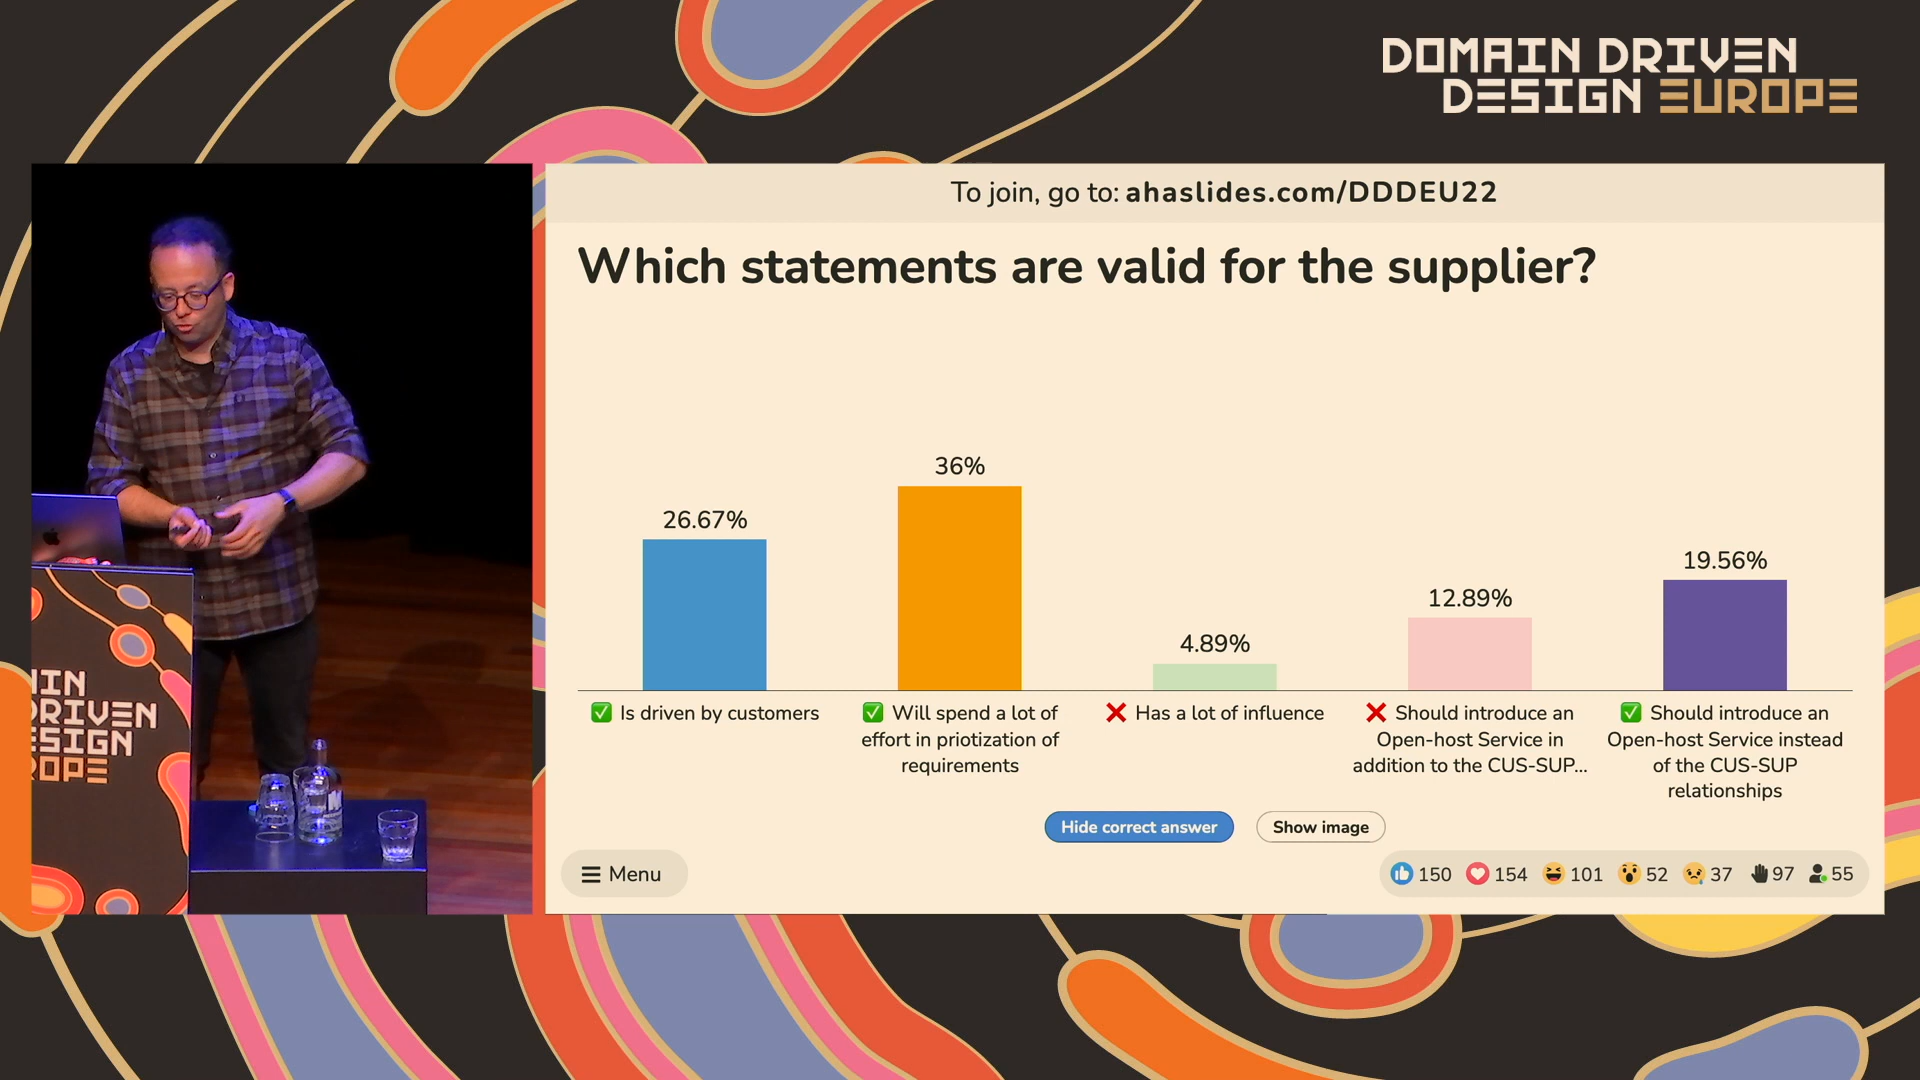 DOMAIN DRIVEN
DESIGN EUROPE
To join, go to: ahaslides.com/DDDEU22
Which statements are valid for the supplier?
26.67%
36%
4.89%
12.89%
19.56%
✅ Is driven by customers
✅ Will spend a lot of
effort in priotization of
requirements
❌ Has a lot of influence
❌ Should introduce an
Open-host Service in
addition to the CUS-SUP...
✅ Should introduce an
Open-host Service instead
of the CUS-SUP
relationships
Hide correct answer
Show image
Menu
150
154
101
52
37
97
55
IN
RIVEN
SIGN
OPE